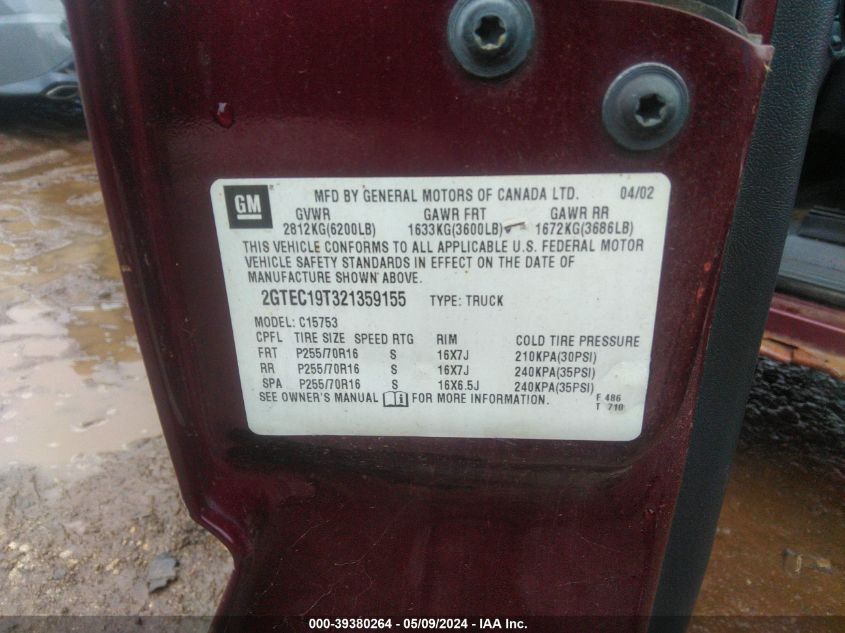 GM MFD BY GENERAL MOTORS OF CANADA LTD. 04/02
GVWR GAWR FRT GAWR RR
2812KG(6200LB) 1633KG(3600LB) 1672KG(3686LB)
THIS VEHICLE CONFORMS TO ALL APPLICABLE U.S. FEDERAL MOTOR
VEHICLE SAFETY STANDARDS IN EFFECT ON THE DATE OF
MANUFACTURE SHOWN ABOVE.
2GTEC19T321359155 TYPE: TRUCK
MODEL: C15753
CPFL TIRE SIZE SPEED RTG RIM COLD TIRE PRESSURE
FRT P255/70R16 S 16X7J 210KPA(30PSI)
RR P255/70R16 S 16X7J 240KPA(35PSI)
SPA P255/70R16 S 16X6.5J 240KPA(35PSI)
SEE OWNER'S MANUAL FOR MORE INFORMATION.
F 486
T 710
000-39380264 - 05/09/2024 - IAA Inc.